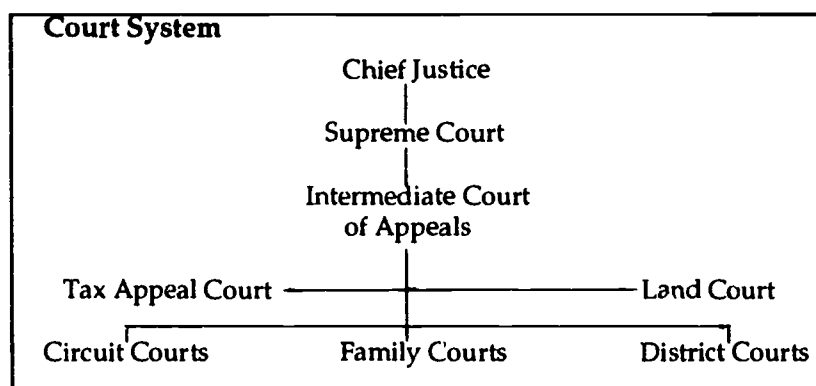 Court System
Chief Justice
Supreme Court
Intermediate Court
of Appeals
Tax Appeal Court
Land Court
Circuit Courts
Family Courts
District Courts